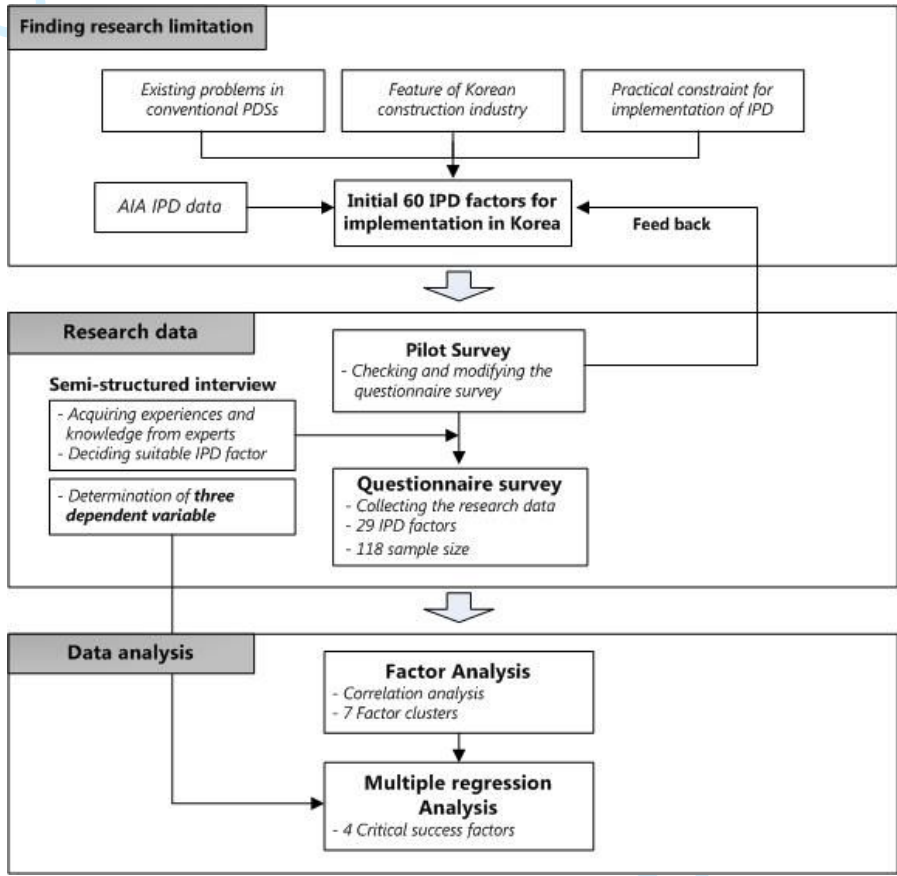 Finding research limitation
Existing problems in
conventional PDSs
Feature of Korean
construction industry
Practical constraint for
implementation of IPD
AIA IPD data
Initial 60 IPD factors for
implementation in Korea
Feed back
Research data
Pilot Survey
- Checking and modifying the
questionnaire survey
Semi-structured interview
- Acquiring experiences and
knowledge from experts
- Deciding suitable IPD factor
- Determination of three
dependent variable
Questionnaire survey
- Collecting the research data
- 29 IPD factors
- 118 sample size
Data analysis
Factor Analysis
- Correlation analysis
- 7 Factor clusters
Multiple regression
Analysis
- 4 Critical success factors